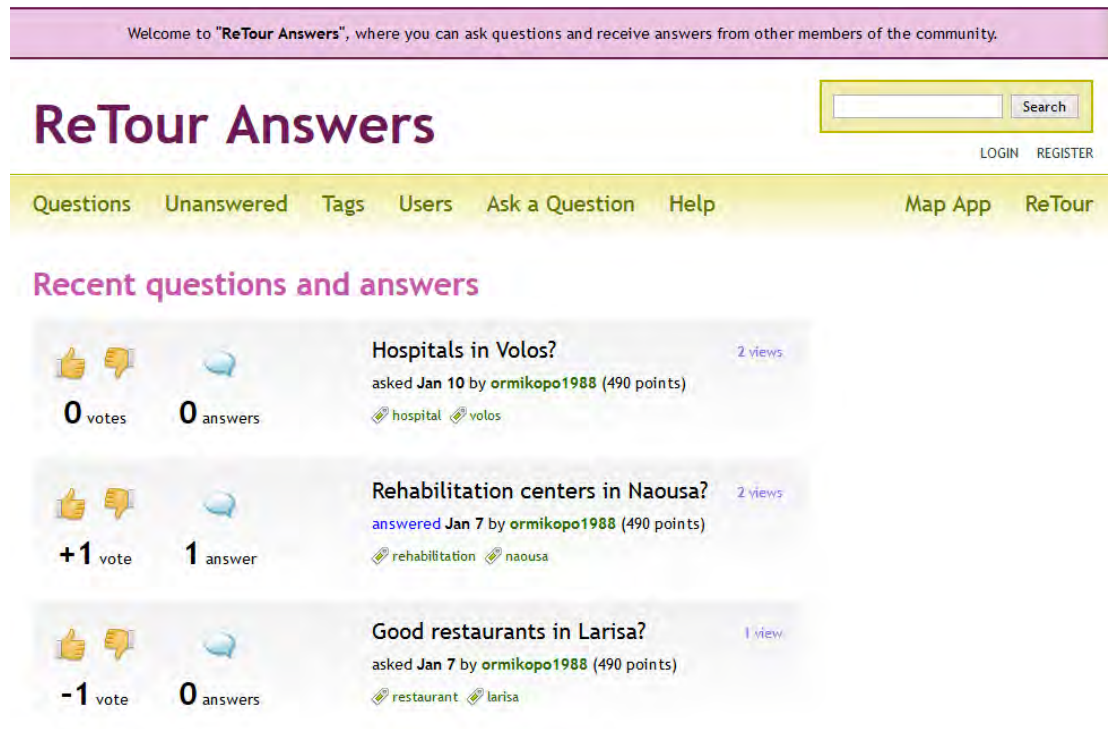 Welcome to "ReTour Answers", where you can ask questions and receive answers from other members of the community.
ReTour Answers
Search
LOGIN REGISTER
Questions Unanswered Tags Users Ask a Question Help Map App ReTour
Recent questions and answers
Hospitals in Volos? 2 views
asked Jan 10 by ormikopo1988 (490 points)
0 votes 0 answers hospital volos
Rehabilitation centers in Naousa? 2 views
answered Jan 7 by ormikopo1988 (490 points)
+1 vote 1 answer rehabilitation naousa
Good restaurants in Larisa? 1 view
asked Jan 7 by ormikopo1988 (490 points)
-1 vote 0 answers restaurant larisa